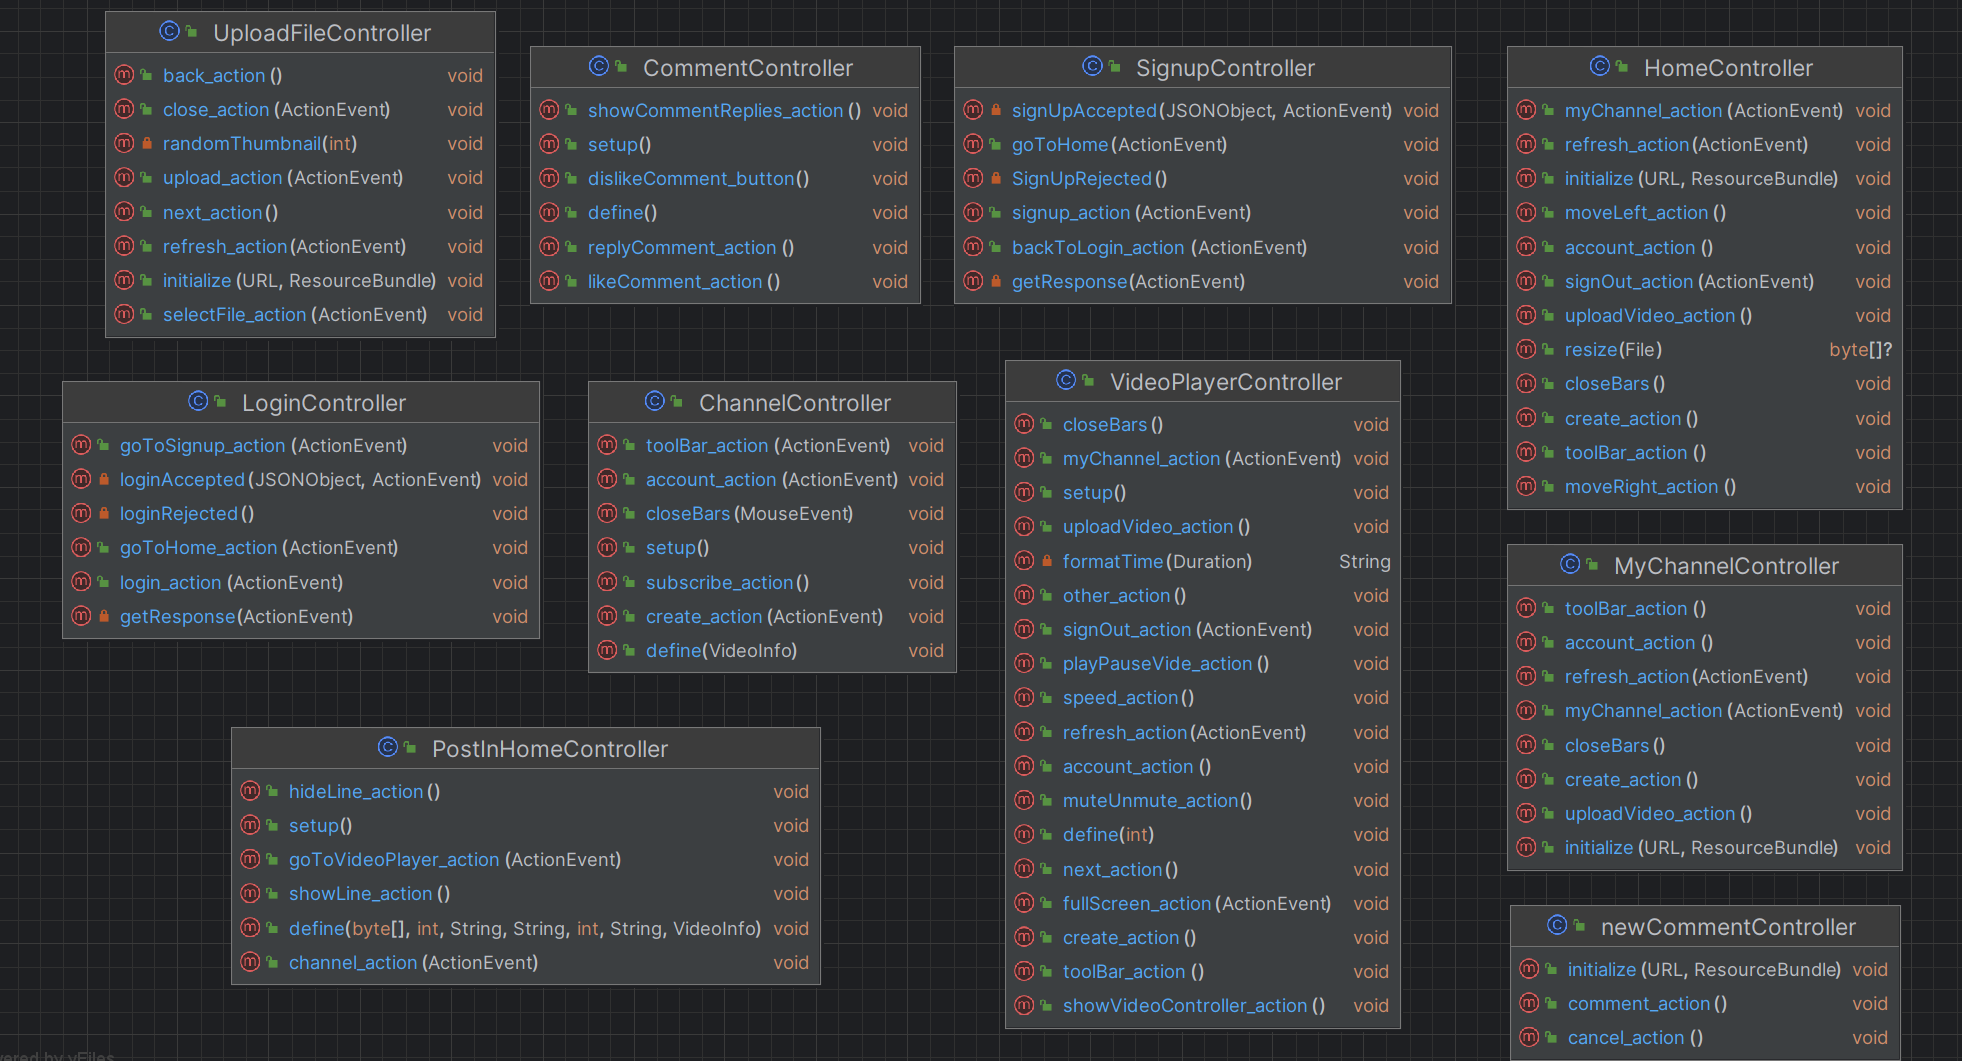 UploadFileController
back_action () void
close_action (ActionEvent) void
randomThumbnail(int) void
upload_action (ActionEvent) void
next_action() void
refresh_action(ActionEvent) void
initialize (URL, ResourceBundle) void
selectFile_action (ActionEvent) void
CommentController
showCommentReplies_action () void
setup() void
dislikeComment_button() void
define() void
replyComment_action () void
likeComment_action () void
SignupController
signUpAccepted(JSONObject, ActionEvent) void
goToHome(ActionEvent) void
SignUpRejected() void
signup_action (ActionEvent) void
backToLogin_action (ActionEvent) void
getResponse(ActionEvent) void
HomeController
myChannel_action (ActionEvent) void
refresh_action (ActionEvent) void
initialize (URL, ResourceBundle) void
moveLeft_action () void
account_action () void
signOut_action (ActionEvent) void
uploadVideo_action () void
resize(File) byte[]?
closeBars () void
create_action () void
toolBar_action () void
moveRight_action () void
LoginController
goToSignup_action (ActionEvent) void
loginAccepted(JSONObject, ActionEvent) void
loginRejected() void
goToHome_action (ActionEvent) void
login_action (ActionEvent) void
getResponse(ActionEvent) void
ChannelController
toolBar_action (ActionEvent) void
account_action (ActionEvent) void
closeBars (MouseEvent) void
setup() void
subscribe_action() void
create_action (ActionEvent) void
define(VideoInfo) void
VideoPlayerController
closeBars () void
myChannel_action (ActionEvent) void
setup() void
uploadVideo_action () void
formatTime(Duration) String
other_action () void
signOut_action (ActionEvent) void
playPauseVide_action () void
speed_action() void
refresh_action (ActionEvent) void
account_action () void
muteUnmute_action() void
define(int) void
next_action() void
fullScreen_action (ActionEvent) void
create_action () void
toolBar_action () void
showVideoController_action () void
MyChannelController
toolBar_action () void
account_action () void
refresh_action (ActionEvent) void
myChannel_action (ActionEvent) void
closeBars () void
create_action () void
uploadVideo_action () void
initialize (URL, ResourceBundle) void
PostInHomeController
hideLine_action () void
setup() void
goToVideoPlayer_action (ActionEvent) void
showLine_action () void
define(byte[], int, String, String, int, String, VideoInfo) void
channel_action (ActionEvent) void
newCommentController
initialize (URL, ResourceBundle) void
comment_action () void
cancel_action () void
by yFiles